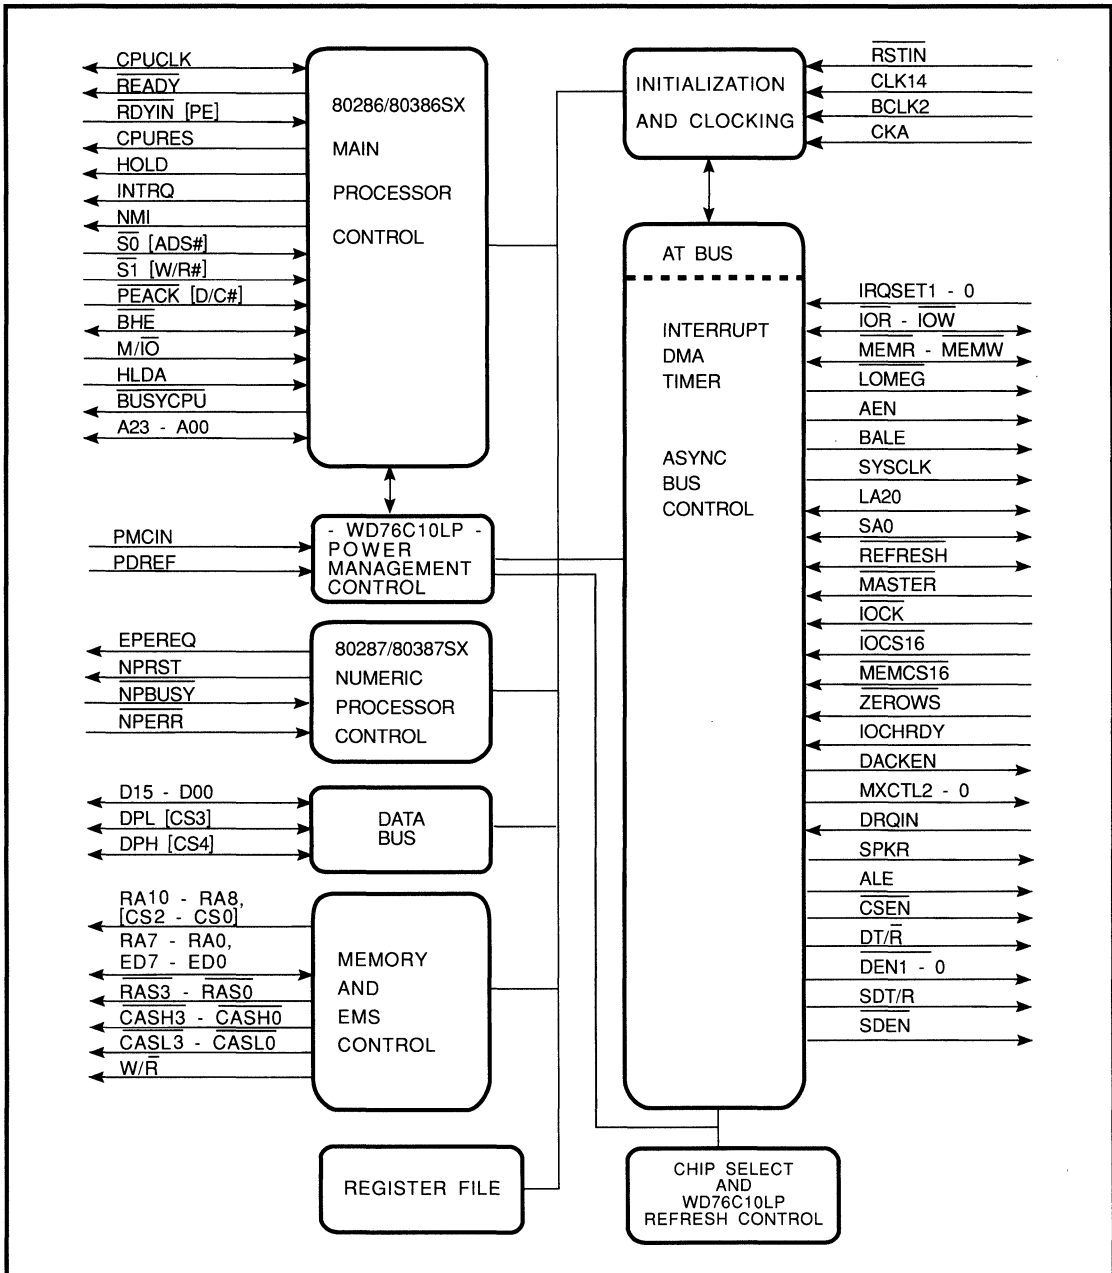 CPUCLK
READY
RDYIN [PE]
CPURES
HOLD
INTRQ
NMI
S0 [ADS#]
S1 [W/R#]
PEACK [D/C#]
BHE
M/IO
HLDA
BUSYCPU
A23 - A00
80286/80386SX
MAIN
PROCESSOR
CONTROL
PMCIN
PDREF
- WD76C10LP -
POWER
MANAGEMENT
CONTROL
EPEREQ
NPRST
NPBUSY
NPERR
80287/80387SX
NUMERIC
PROCESSOR
CONTROL
D15 - D00
DPL [CS3]
DPH [CS4]
DATA
BUS
RA10 - RA8,
[CS2 - CS0]
RA7 - RA0,
ED7 - ED0
RAS3 - RAS0
CASH3 - CASH0
CASL3 - CASL0
W/R
MEMORY
AND
EMS
CONTROL
REGISTER FILE
INITIALIZATION
AND CLOCKING
RSTIN
CLK14
BCLK2
CKA
AT BUS
INTERRUPT
DMA
TIMER
ASYNC
BUS
CONTROL
IRQSET1 - 0
IOR - IOW
MEMR - MEMW
LOMEG
AEN
BALE
SYSCLK
LA20
SA0
REFRESH
MASTER
IOCK
IOCS16
MEMCS16
ZEROWS
IOCHRDY
DACKEN
MXCTL2 - 0
DRQIN
SPKR
ALE
CSEN
DT/R
DEN1 - 0
SDT/R
SDEN
CHIP SELECT
AND
WD76C10LP
REFRESH CONTROL